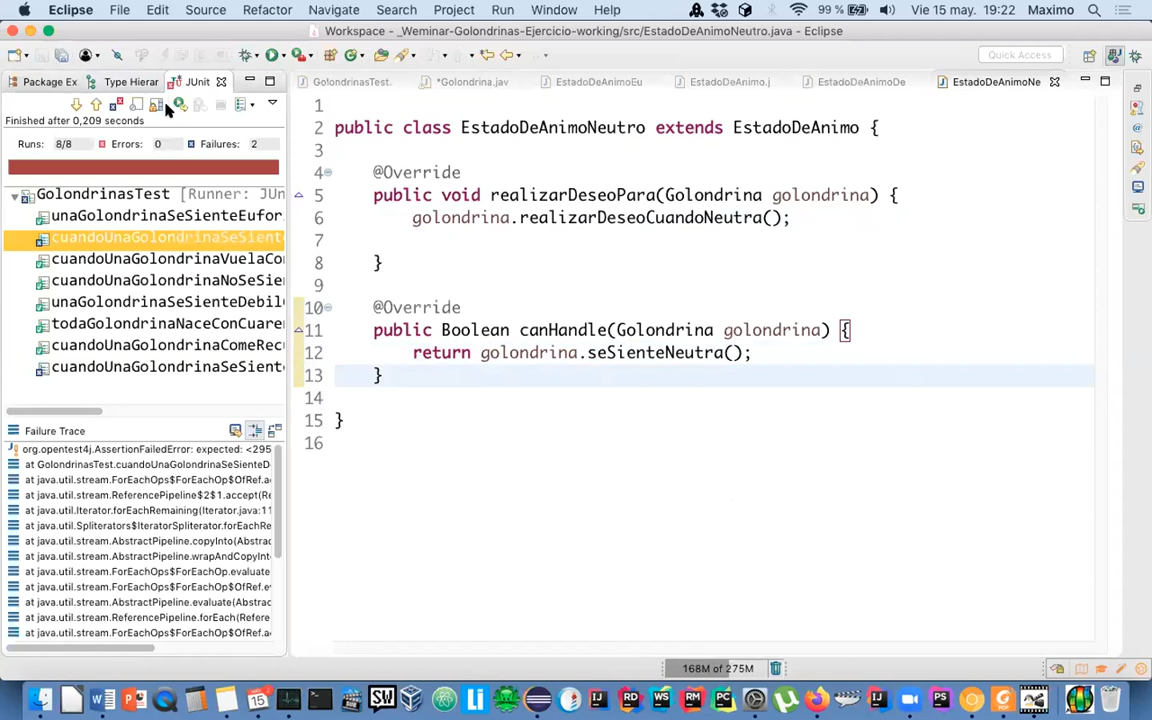 Eclipse File Edit Source Refactor Navigate Search Project Run Window Help 99 % Vie 15 may. 19:22 Maximo
Workspace - _Weminar-Golondrinas-Ejercicio-working/src/EstadoDeAnimoNeutro.java - Eclipse
Quick Access
Package Ex Type Hierar JUnit
GolondrinasTest. *Golondrina.jav EstadoDeAnimoEu EstadoDeAnimo.j EstadoDeAnimoDe EstadoDeAnimoNe
Finished after 0,209 seconds
Runs: 8/8 Errors: 0 Failures: 2
GolondrinasTest [Runner: JUn
unaGolondrinaSeSienteEufor
cuandoUnaGolondrinaSeSient
cuandoUnaGolondrinaVuelaCo
cuandoUnaGolondrinaNoSeSie
unaGolondrinaSeSienteDebil
todaGolondrinaNaceConCuare
cuandoUnaGolondrinaComeRecu
cuandoUnaGolondrinaSeSient
Failure Trace
org.opentest4j.AssertionFailedError: expected: <295
at GolondrinasTest.cuandoUnaGolondrinaSeSienteD
at java.util.stream.ForEachOps$ForEachOp$OfRef.ac
at java.util.stream.ReferencePipeline$2$1.accept(Re
at java.util.Iterator.forEachRemaining(Iterator.java:11
at java.util.Spliterators$IteratorSpliterator.forEachRe
at java.util.stream.AbstractPipeline.copyInto(Abstrac
at java.util.stream.AbstractPipeline.wrapAndCopyInt
at java.util.stream.ForEachOps$ForEachOp.evaluate
at java.util.stream.ForEachOps$ForEachOp$OfRef.ev
at java.util.stream.AbstractPipeline.evaluate(Abstrac
at java.util.stream.ReferencePipeline.forEach(Refere
at java.util.stream.ForEachOps$ForEachOp$OfRef.ac
1
2 public class EstadoDeAnimoNeutro extends EstadoDeAnimo {
3
4 @Override
5 public void realizarDeseoPara(Golondrina golondrina) {
6 golondrina.realizarDeseoCuandoNeutra();
7
8 }
9
10 @Override
11 public Boolean canHandle(Golondrina golondrina) {
12 return golondrina.seSienteNeutra();
13 }
14
15 }
16
168M of 275M